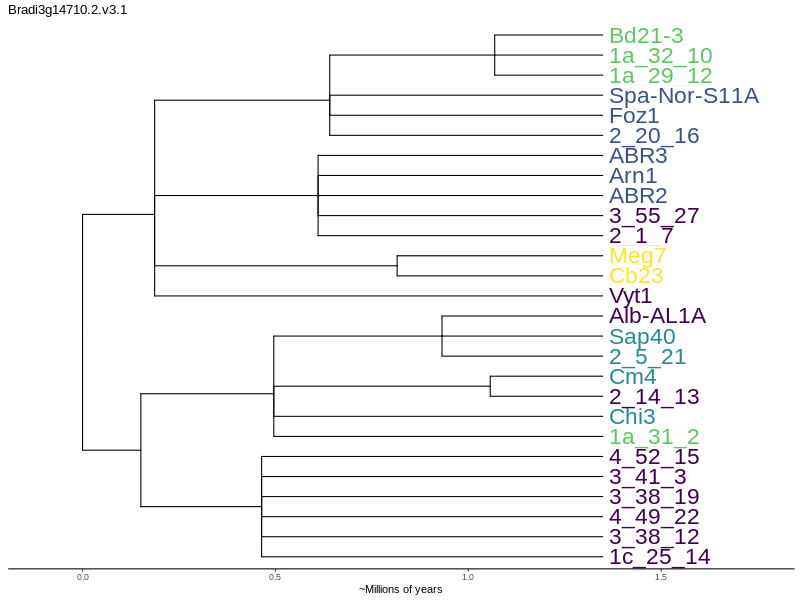 Bradi3g14710.2.v3.1
Bd21-3
1a_32_10
1a_29_12
Spa-Nor-S11A
Foz1
2_20_16
ABR3
Arn1
ABR2
3_55_27
2_1_7
Meg7
Cb23
Vyt1
Alb-AL1A
Sap40
2_5_21
Cm4
2_14_13
Chi3
1a_31_2
4_52_15
3_41_3
3_38_19
4_49_22
3_38_12
1c_25_14
0.0 0.5 1.0 1.5
~Millions of years